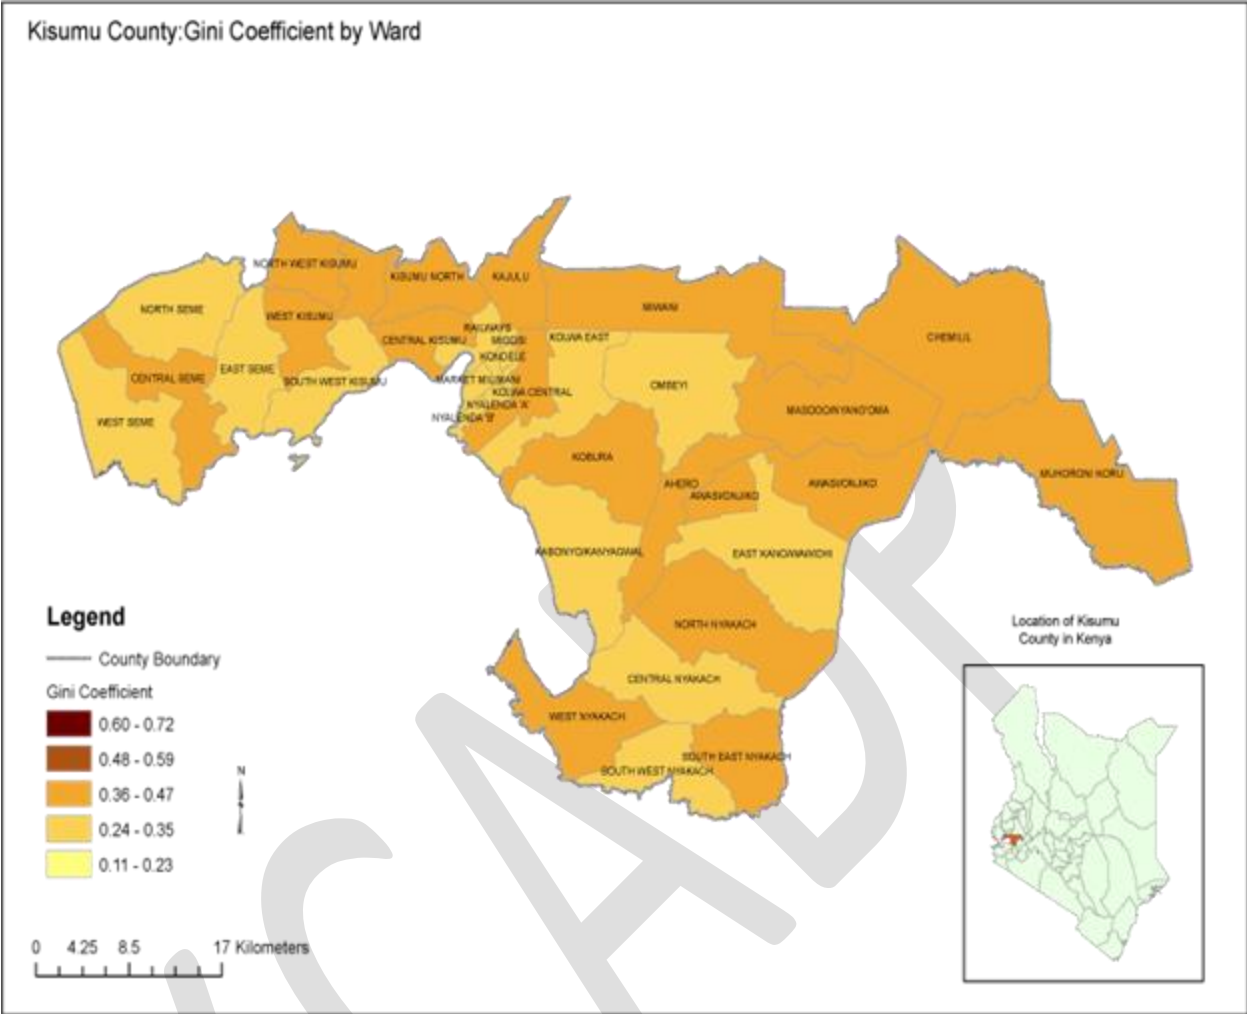 Kisumu County:Gini Coefficient by Ward
NORTH WEST KISUMU
KISUMU NORTH
KAJULU
NORTH SEME
WEST KISUMU
MIWANI
RAILWAYS
CENTRAL KISUMU
MIGOSI
KOLWA EAST
CHEMILIL
KONDELE
EAST SEME
CENTRAL SEME
SOUTH WEST KISUMU
MARKET MILIMANI
OMBEYI
KOLWA CENTRAL
NYALENDA 'A'
MASOGO/NYANG'OMA
NYALENDA 'B'
WEST SEME
KOBURA
MUHORONI KORU
AHERO
AWASI/ONJIKO
AWASI/ONJIKO
KABONYO/KANYAGWAL
EAST KANO/WAWIDHI
NORTH NYAKACH
CENTRAL NYAKACH
WEST NYAKACH
SOUTH EAST NYAKACH
SOUTH WEST NYAKACH
Legend
County Boundary
Gini Coefficient
0.60 - 0.72
0.48 - 0.59
0.36 - 0.47
0.24 - 0.35
0.11 - 0.23
N
0 4.25 8.5 17 Kilometers
Location of Kisumu
County in Kenya